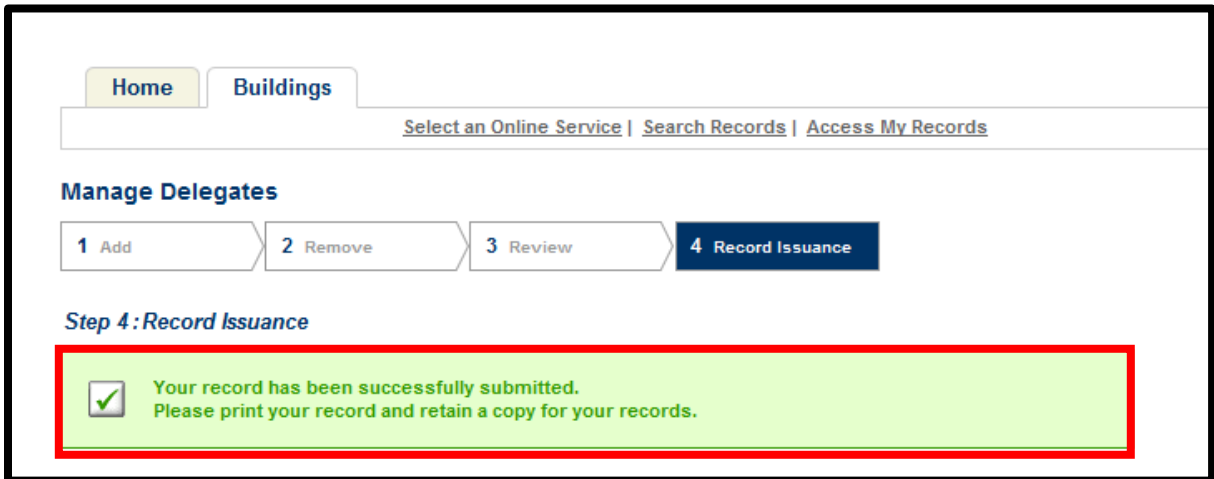 Home Buildings
Select an Online Service | Search Records | Access My Records
Manage Delegates
1 Add 2 Remove 3 Review 4 Record Issuance
Step 4 : Record Issuance
Your record has been successfully submitted.
Please print your record and retain a copy for your records.